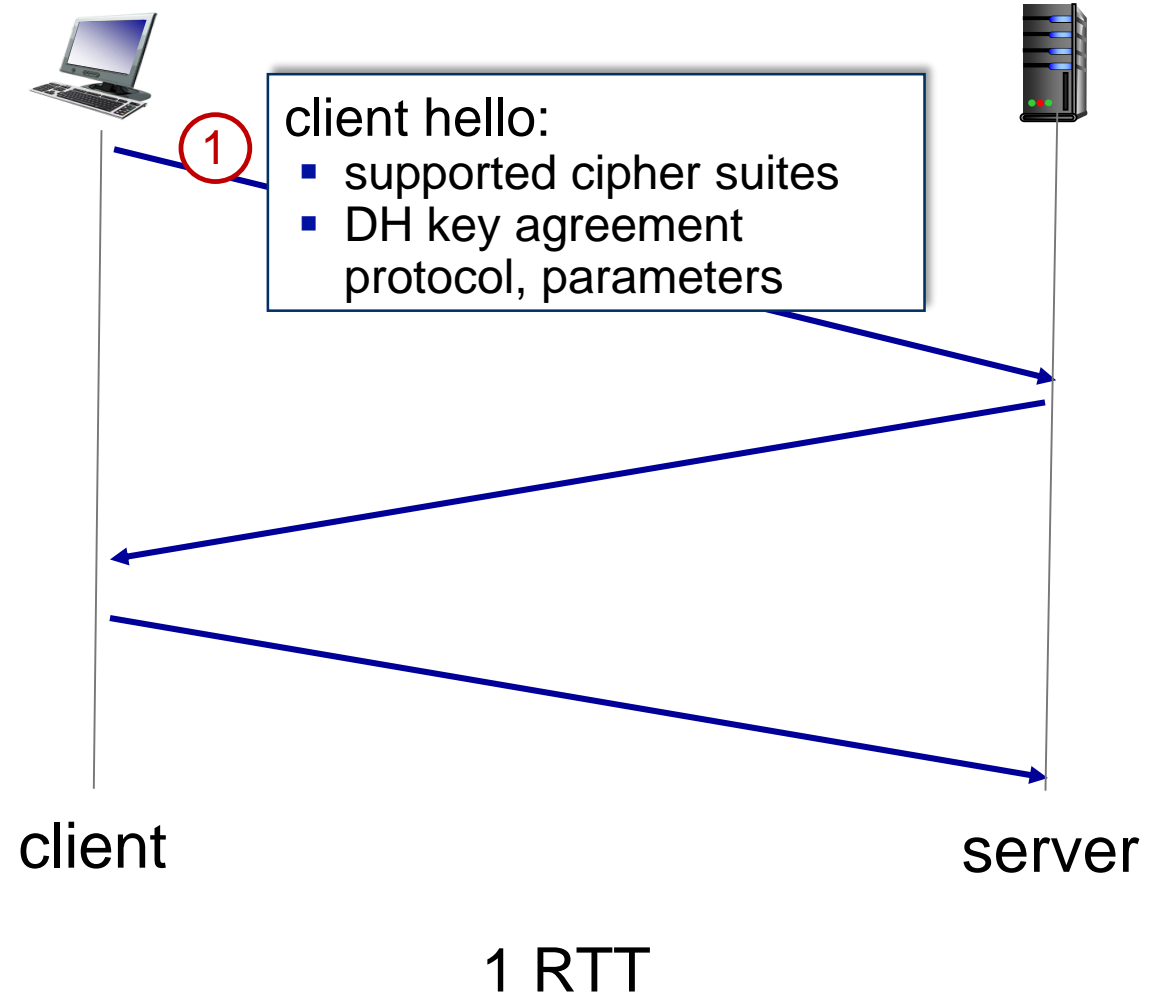 1
client hello:
▪ supported cipher suites
▪ DH key agreement
protocol, parameters
client
server
1 RTT